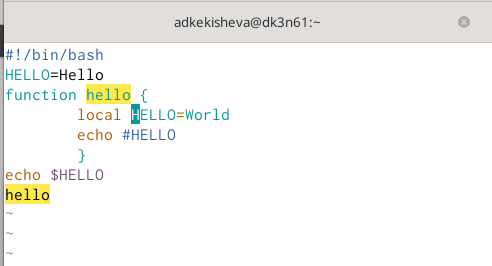 adkekisheva@dk3n61:~
#!/bin/bash
HELLO=Hello
function hello {
        local HELLO=World
        echo #HELLO
        }
echo $HELLO
hello
~
~
~